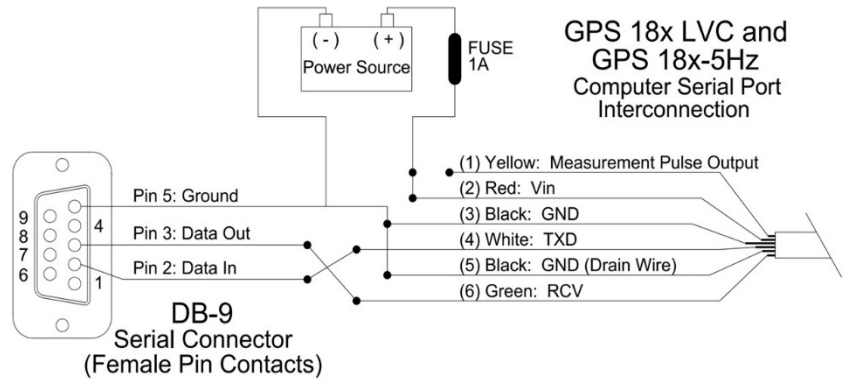 (-) (+)
Power Source
FUSE
1A
GPS 18x LVC and
GPS 18x-5Hz
Computer Serial Port
Interconnection
(1) Yellow: Measurement Pulse Output
(2) Red: Vin
(3) Black: GND
(4) White: TXD
(5) Black: GND (Drain Wire)
(6) Green: RCV
Pin 5: Ground
Pin 3: Data Out
Pin 2: Data In
9
8
7
6
4
1
DB-9
Serial Connector
(Female Pin Contacts)